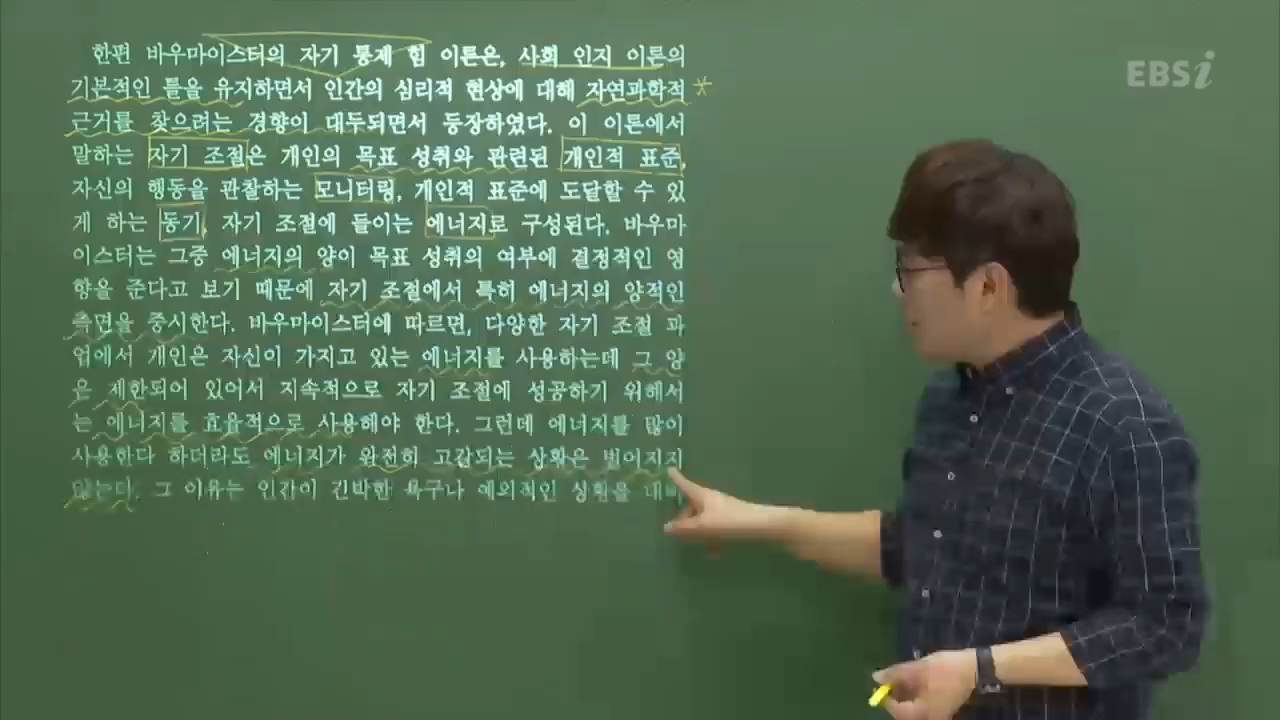 한편 바우마이스터의 자기 통제 힘 이론은, 사회 인지 이론의
기본적인 틀을 유지하면서 인간의 심리적 현상에 대해 자연과학적
근거를 찾으려는 경향이 대두되면서 등장하였다. 이 이론에서
말하는 자기 조절은 개인의 목표 성취와 관련된 개인적 표준,
자신의 행동을 관찰하는 모니터링, 개인적 표준에 도달할 수 있
게 하는 동기, 자기 조절에 들이는 에너지로 구성된다. 바우마
이스터는 그중 에너지의 양이 목표 성취의 여부에 결정적인 영
향을 준다고 보기 때문에 자기 조절에서 특히 에너지의 양적인
측면을 중시한다. 바우마이스터에 따르면, 다양한 자기 조절 과
업에서 개인은 자신이 가지고 있는 에너지를 사용하는데 그 양
은 제한되어 있어서 지속적으로 자기 조절에 성공하기 위해서
는 에너지를 효율적으로 사용해야 한다. 그런데 에너지를 많이
사용한다 하더라도 에너지가 완전히 고갈되는 상황은 벌어지지
않는다. 그 이유는 인간이 긴박한 욕구나 예외적인 상황을 대비
EBSi